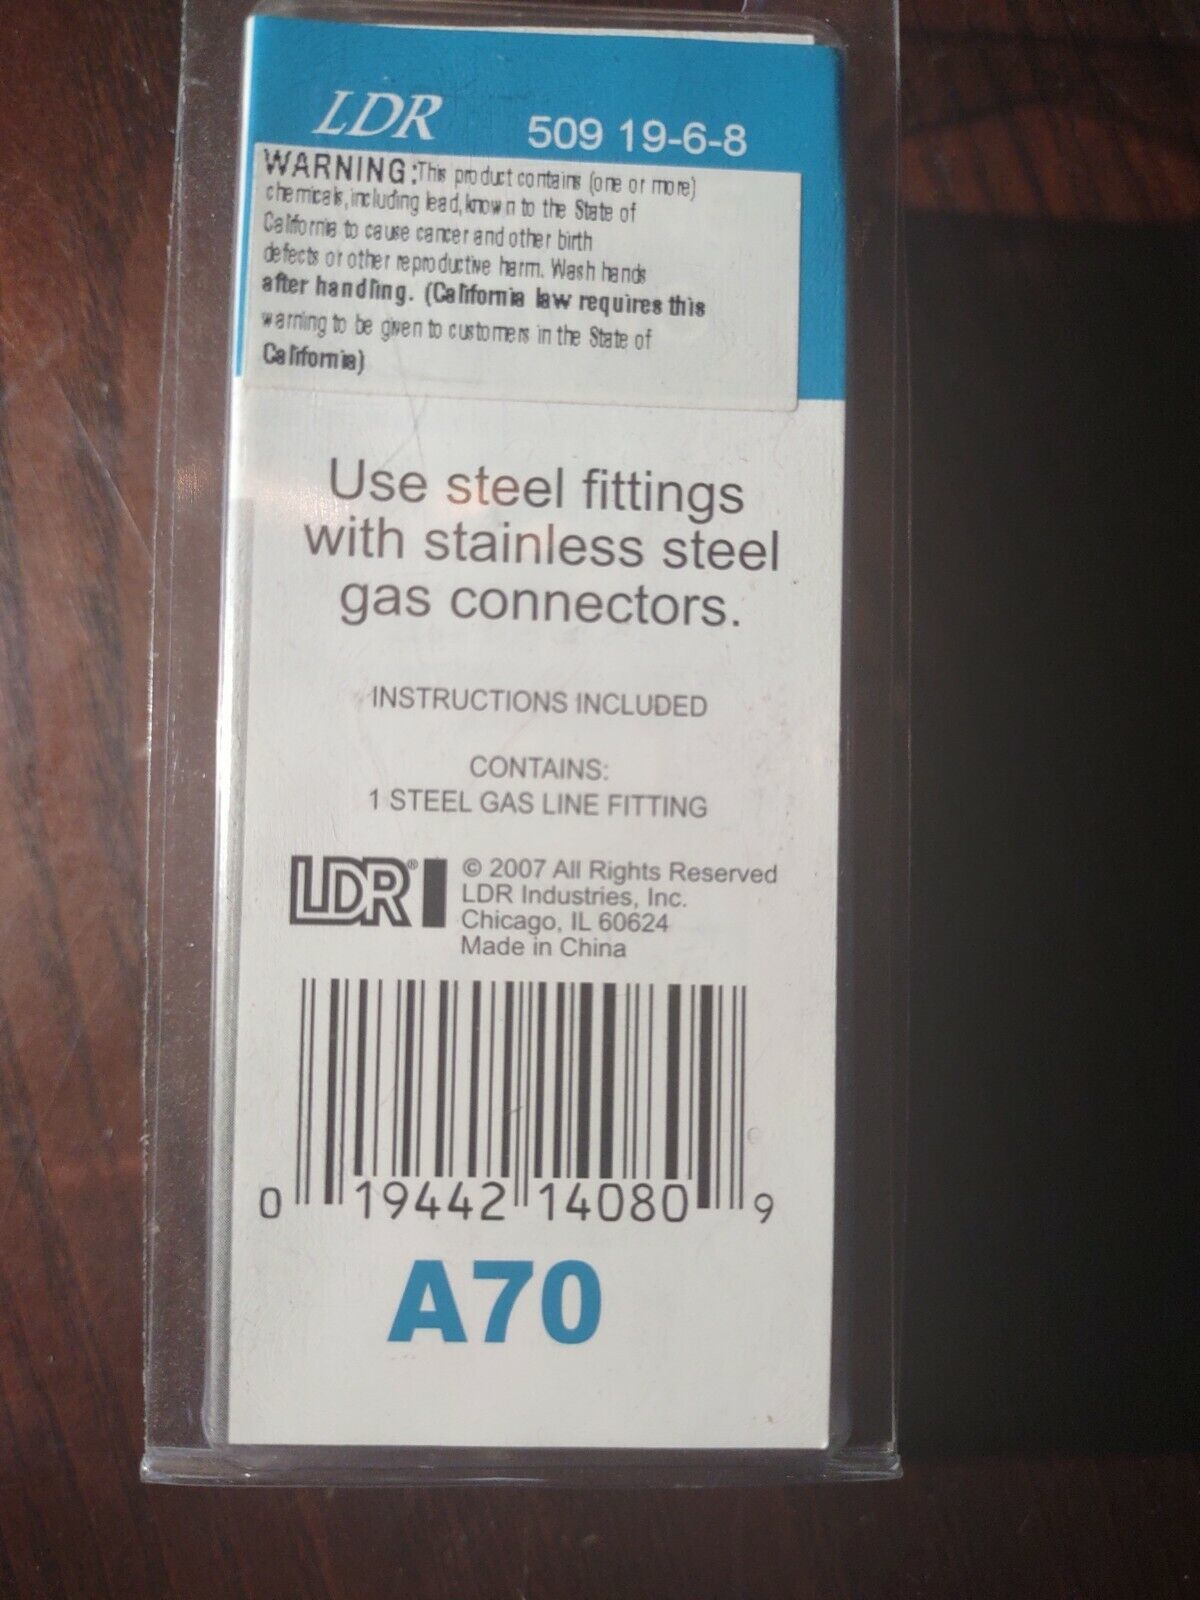 LDR 509 19-6-8
WARNING:This product contains (one or more)
chemicals,including lead,known to the State of
California to cause cancer and other birth
defects or other reproductive harm. Wash hands
after handling. (California law requires this
warning to be given to customers in the State of
California)
Use steel fittings
with stainless steel
gas connectors.
INSTRUCTIONS INCLUDED
CONTAINS:
1 STEEL GAS LINE FITTING
LDR®
© 2007 All Rights Reserved
LDR Industries, Inc.
Chicago, IL 60624
Made in China
0 19442 14080 9
A70